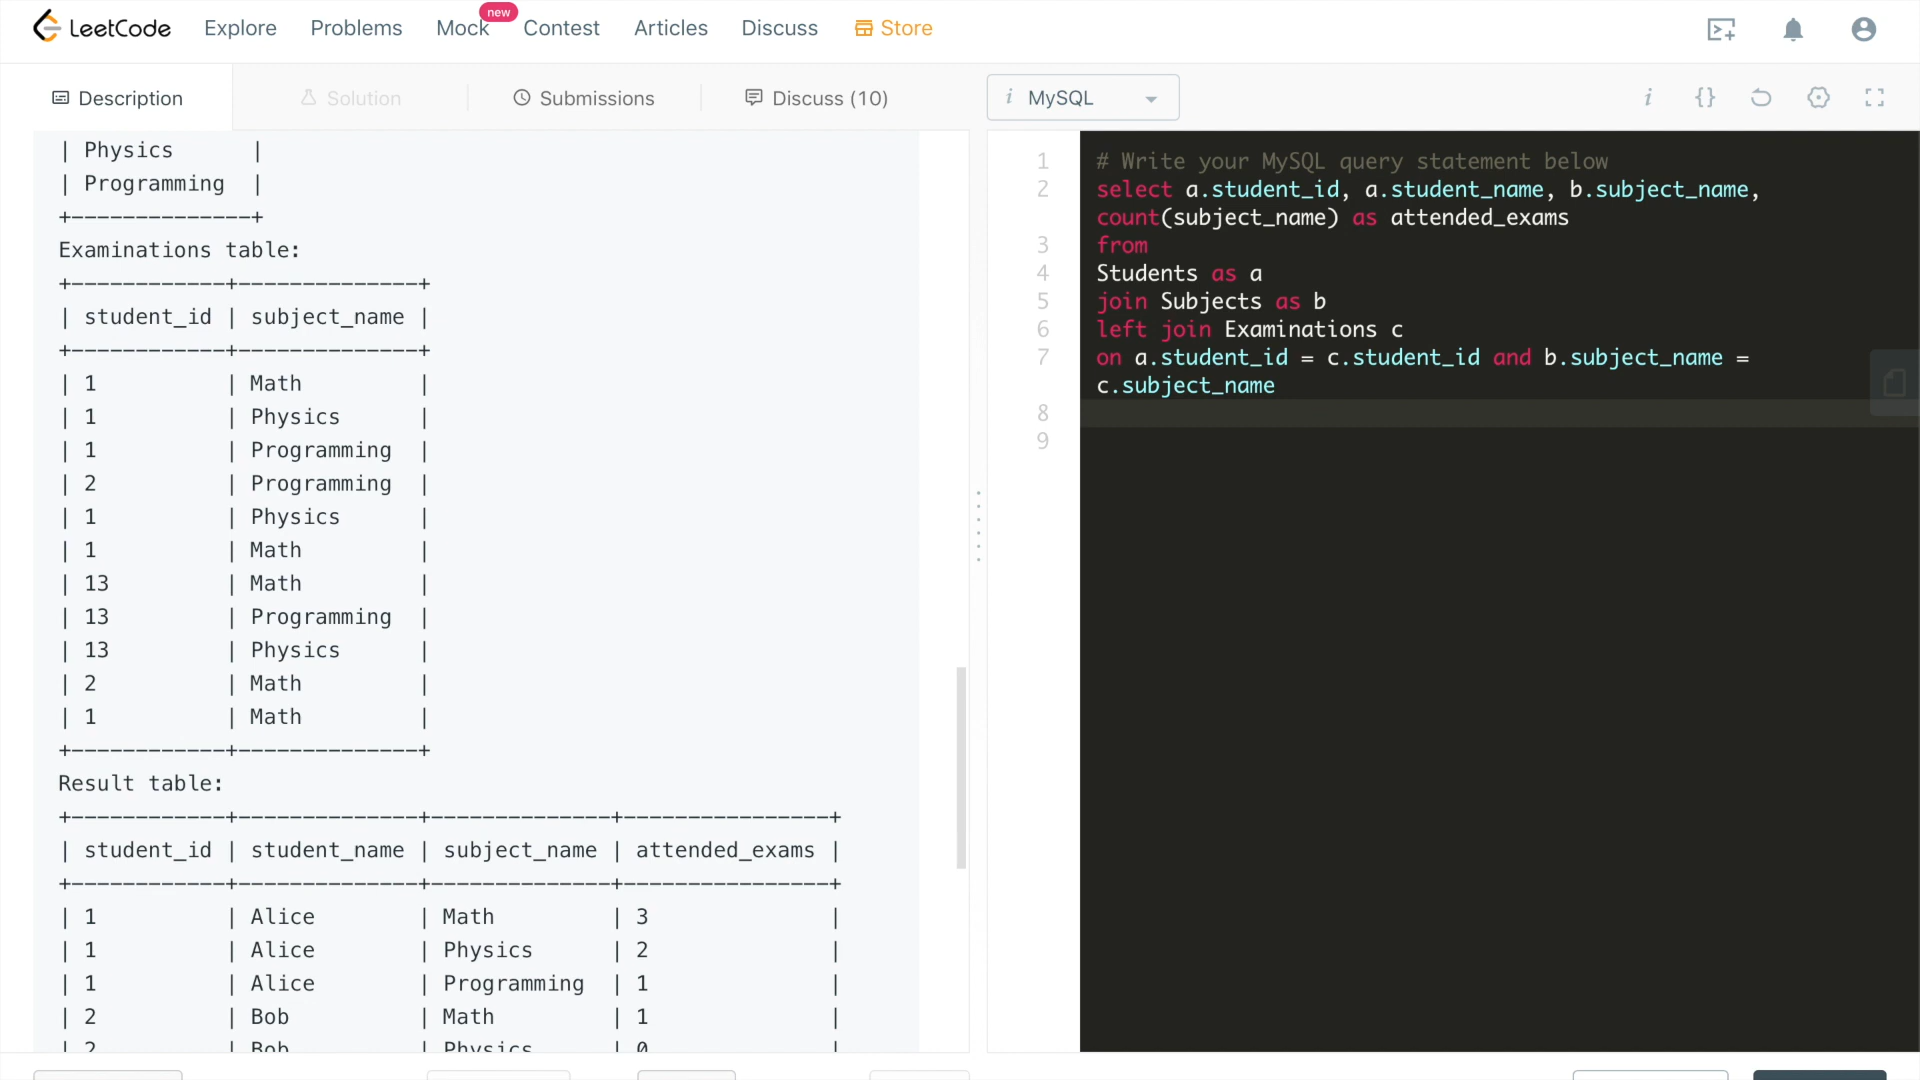 LeetCode Explore Problems Mock new Contest Articles Discuss Store
Description Solution Submissions Discuss (10)
| Physics      |
| Programming  |
+--------------+
Examinations table:
+------------+--------------+
| student_id | subject_name |
+------------+--------------+
| 1          | Math         |
| 1          | Physics      |
| 1          | Programming  |
| 2          | Programming  |
| 1          | Physics      |
| 1          | Math         |
| 13         | Math         |
| 13         | Programming  |
| 13         | Physics      |
| 2          | Math         |
| 1          | Math         |
+------------+--------------+
Result table:
+------------+--------------+--------------+----------------+
| student_id | student_name | subject_name | attended_exams |
+------------+--------------+--------------+----------------+
| 1          | Alice        | Math         | 3              |
| 1          | Alice        | Physics      | 2              |
| 1          | Alice        | Programming  | 1              |
| 2          | Bob          | Math         | 1              |
| 2          | Bob          | Physics      | 0              |
i MySQL
i {}
1 # Write your MySQL query statement below
2 select a.student_id, a.student_name, b.subject_name,
count(subject_name) as attended_exams
3 from
4 Students as a
5 join Subjects as b
6 left join Examinations c
7 on a.student_id = c.student_id and b.subject_name =
c.subject_name
8
9